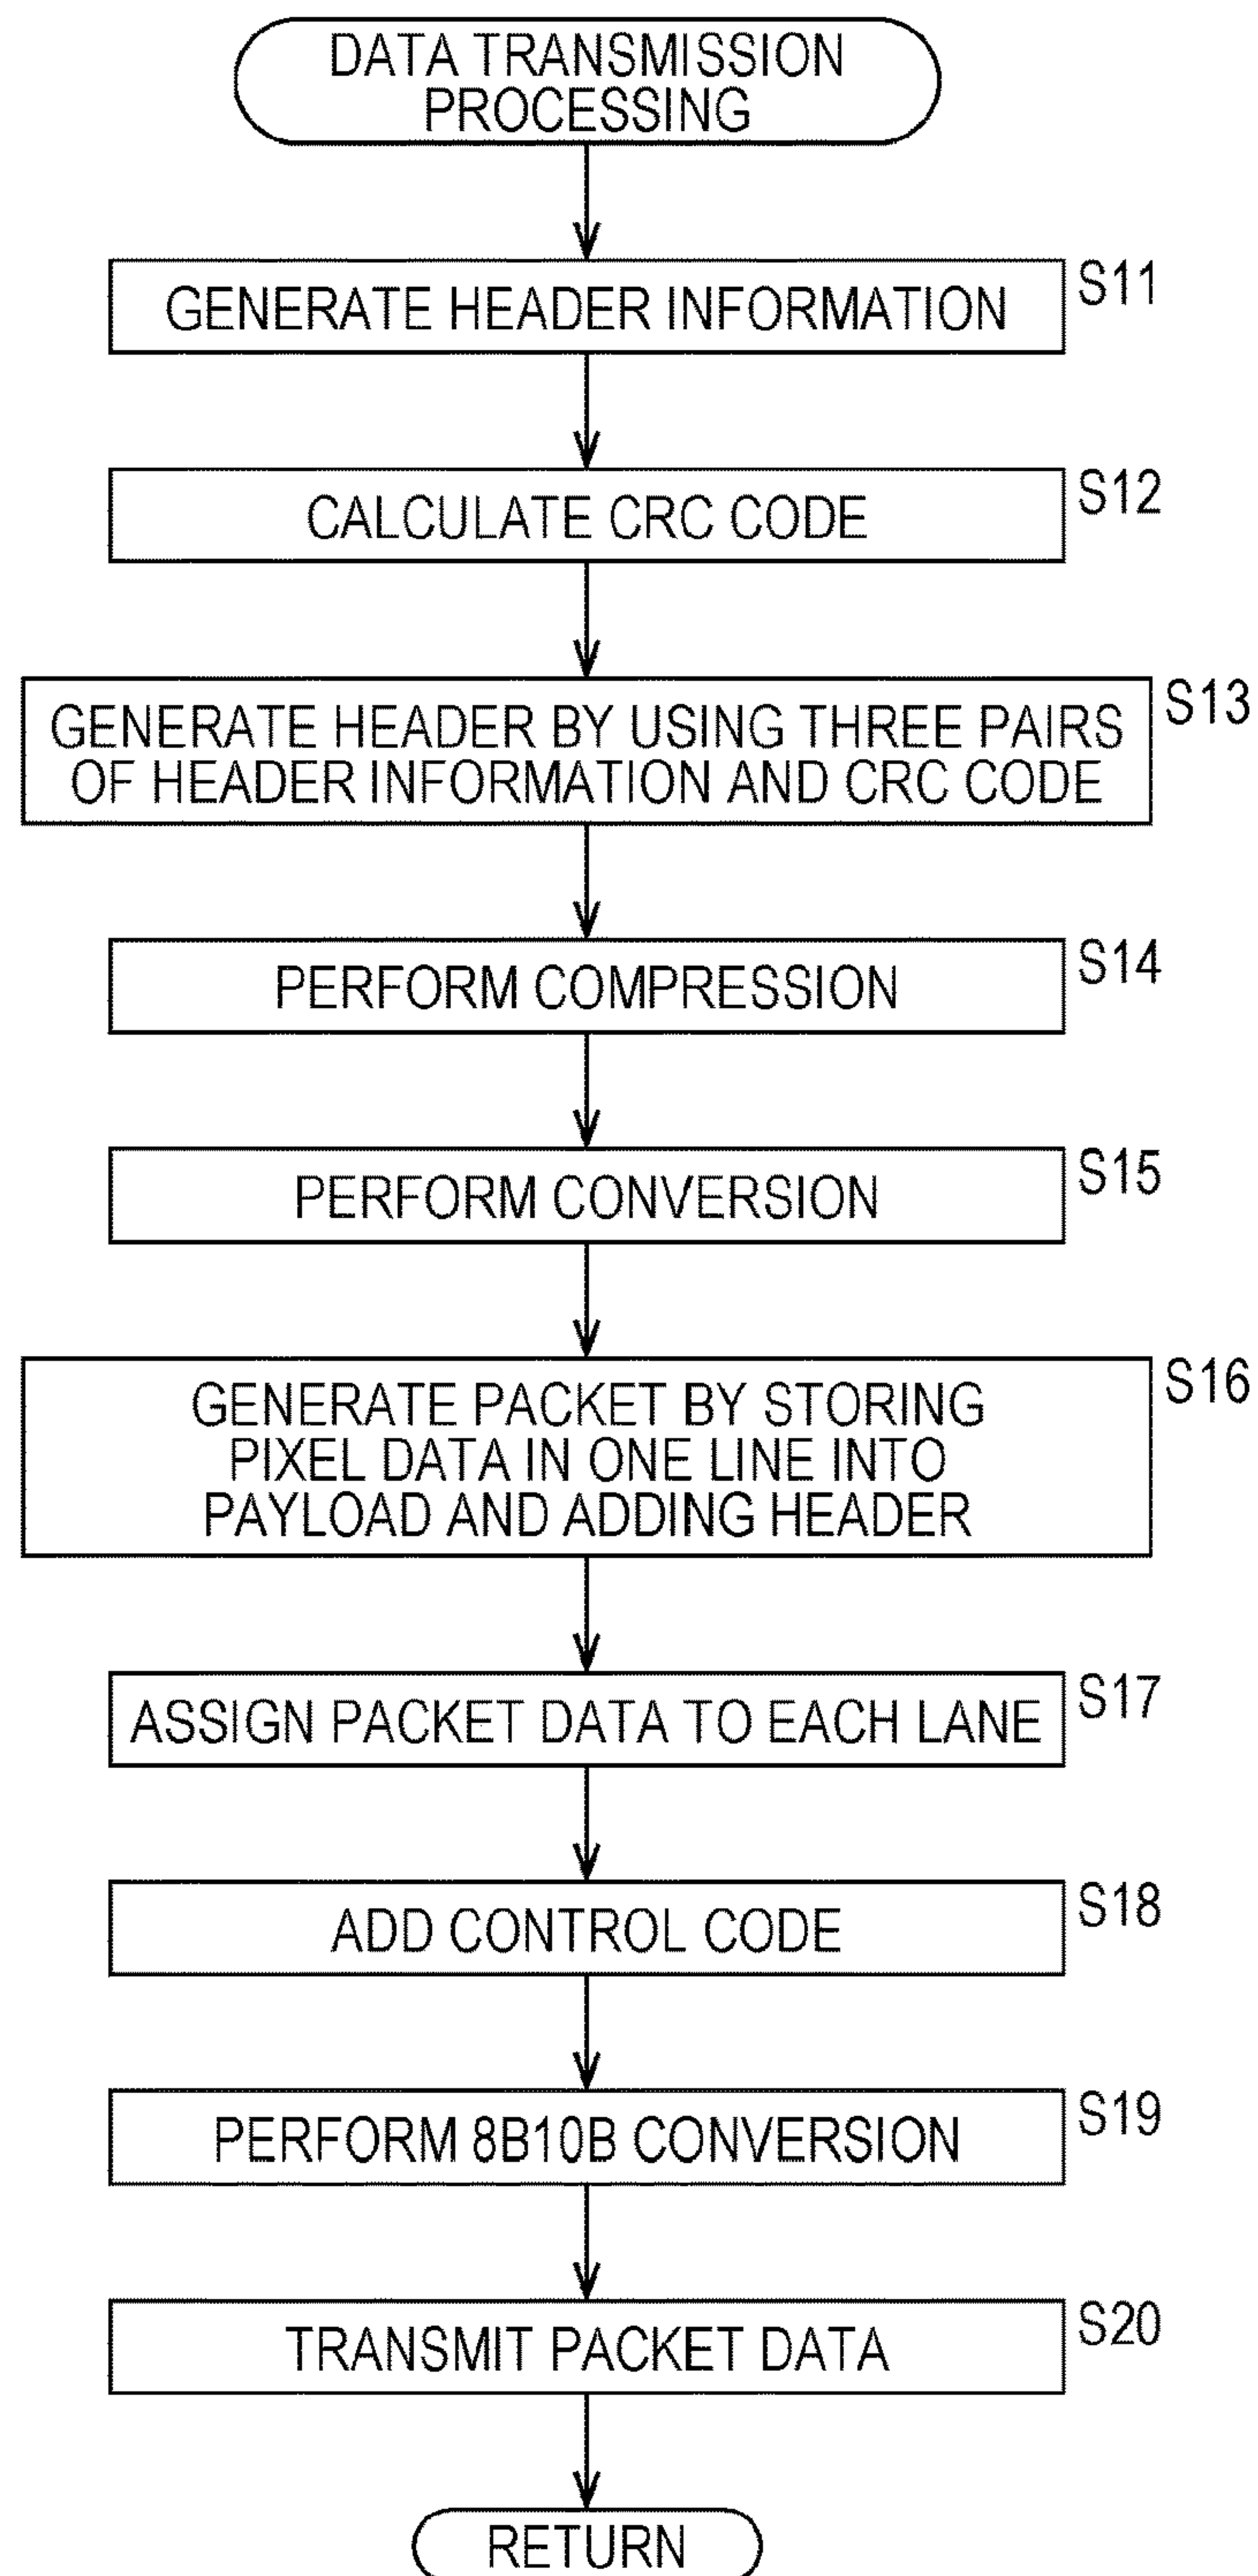 DATA TRANSMISSION
PROCESSING
GENERATE HEADER INFORMATION
S11
CALCULATE CRC CODE
S12
GENERATE HEADER BY USING THREE PAIRS
OF HEADER INFORMATION AND CRC CODE
S13
PERFORM COMPRESSION
S14
PERFORM CONVERSION
S15
GENERATE PACKET BY STORING
PIXEL DATA IN ONE LINE INTO
PAYLOAD AND ADDING HEADER
S16
ASSIGN PACKET DATA TO EACH LANE
S17
ADD CONTROL CODE
S18
PERFORM 8B10B CONVERSION
S19
TRANSMIT PACKET DATA
S20
RETURN